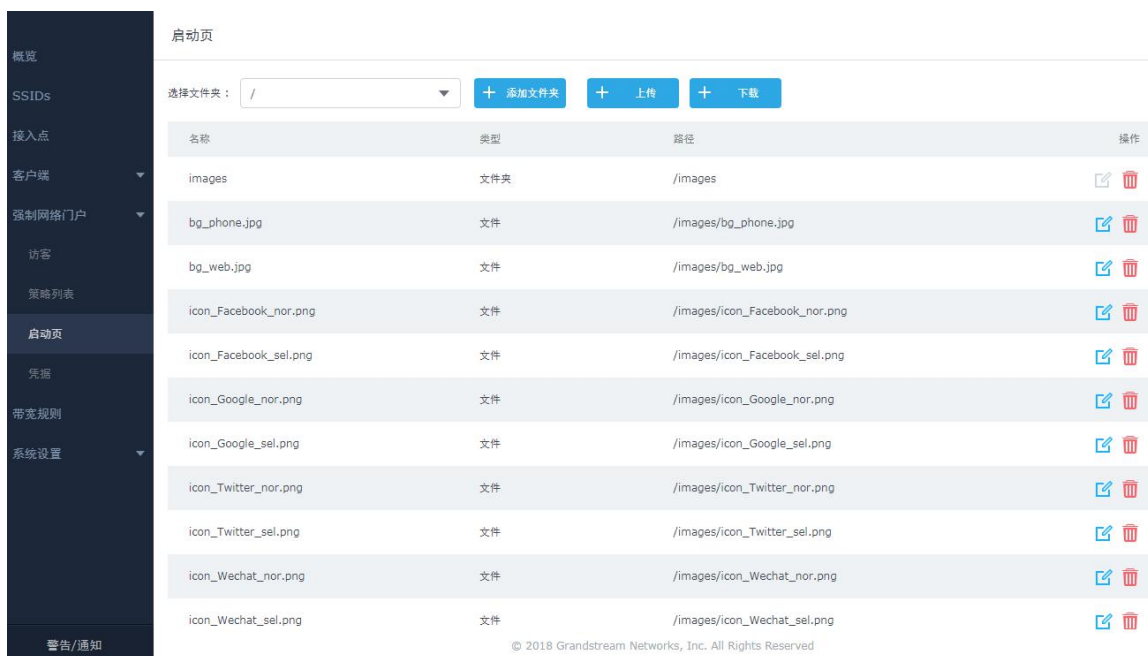 启动页
概览
SSIDs
接入点
客户端
强制网络门户
访客
策略列表
启动页
凭据
带宽规则
系统设置
警告/通知
选择文件夹： /
添加文件夹
上传
下载
名称 类型 路径 操作
images 文件夹 /images
bg_phone.jpg 文件 /images/bg_phone.jpg
bg_web.jpg 文件 /images/bg_web.jpg
icon_Facebook_nor.png 文件 /images/icon_Facebook_nor.png
icon_Facebook_sel.png 文件 /images/icon_Facebook_sel.png
icon_Google_nor.png 文件 /images/icon_Google_nor.png
icon_Google_sel.png 文件 /images/icon_Google_sel.png
icon_Twitter_nor.png 文件 /images/icon_Twitter_nor.png
icon_Twitter_sel.png 文件 /images/icon_Twitter_sel.png
icon_Wechat_nor.png 文件 /images/icon_Wechat_nor.png
icon_Wechat_sel.png 文件 /images/icon_Wechat_sel.png
© 2018 Grandstream Networks, Inc. All Rights Reserved